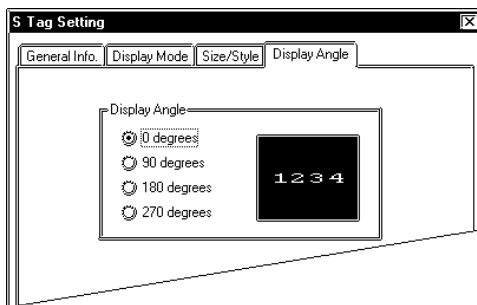 S Tag Setting
General Info. Display Mode Size/Style Display Angle
Display Angle
0 degrees
90 degrees
180 degrees
270 degrees
1234